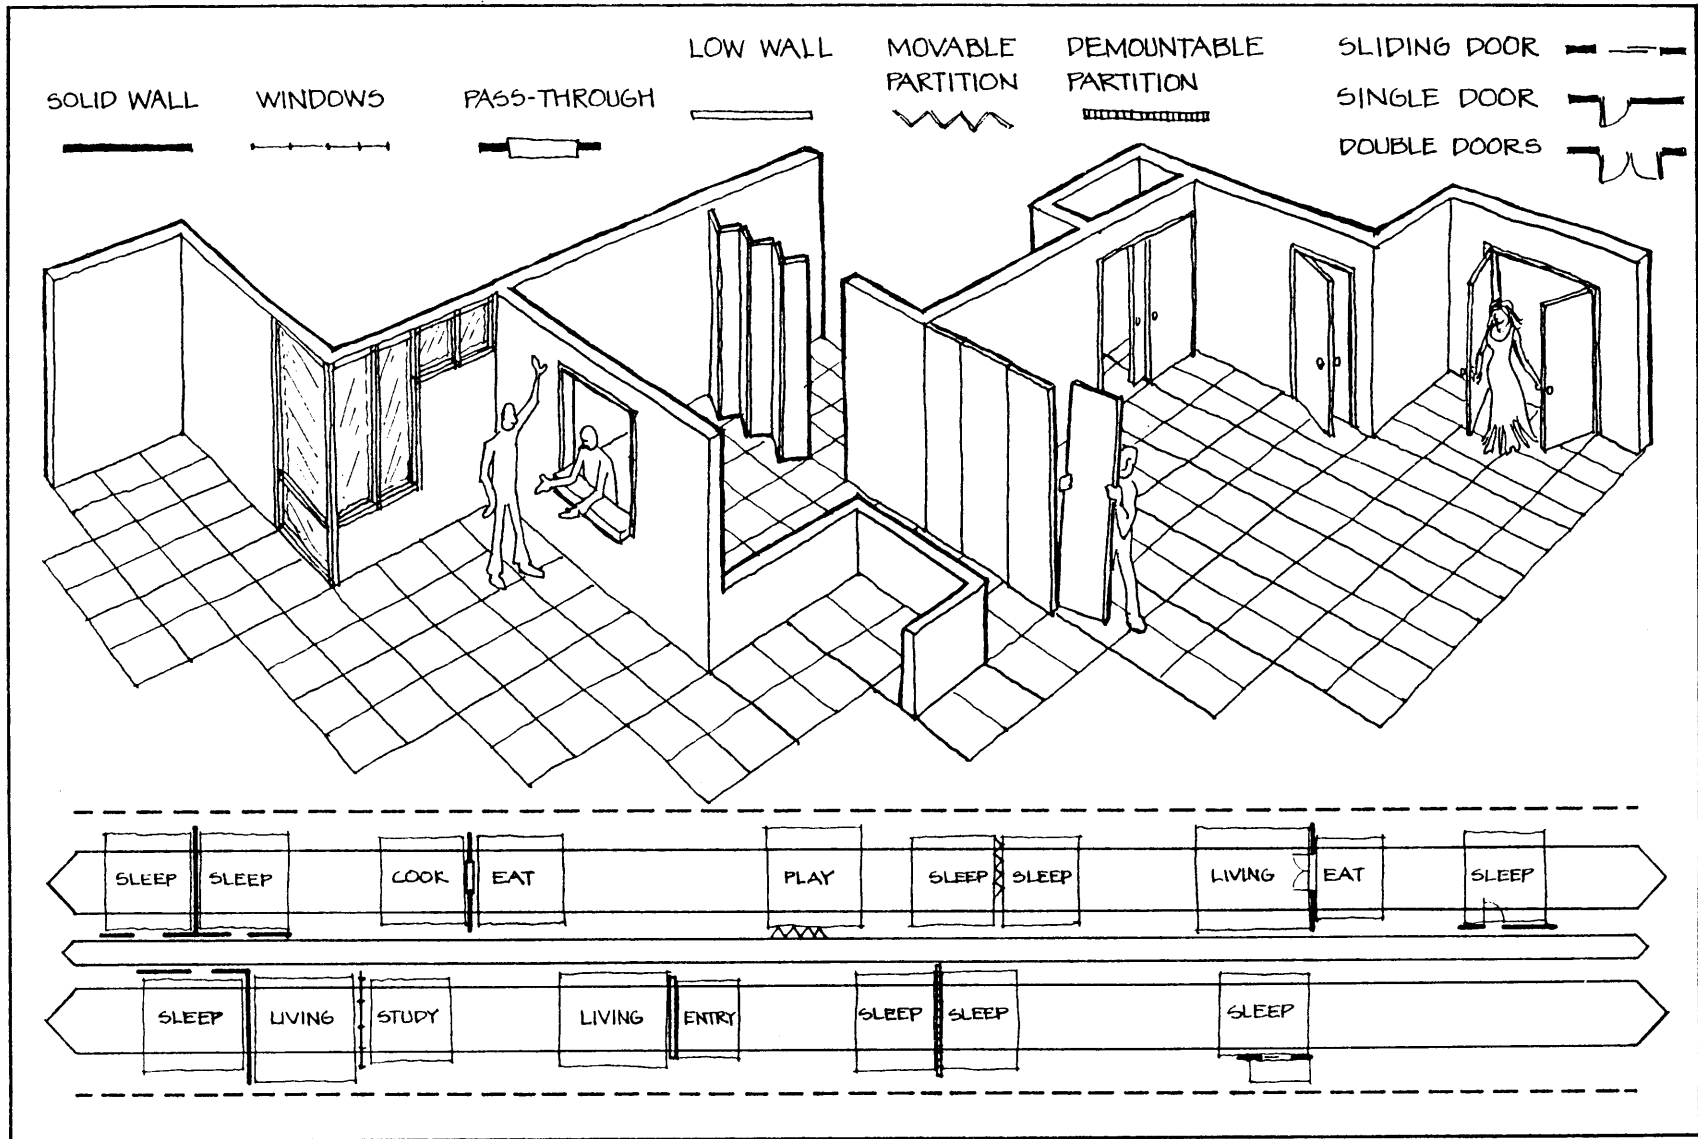 LOW WALL
MOVABLE
PARTITION
DEMOUNTABLE
PARTITION
SLIDING DOOR
SOLID WALL
WINDOWS
PASS-THROUGH
SINGLE DOOR
DOUBLE DOORS
SLEEP
SLEEP
COOK
EAT
PLAY
SLEEP
SLEEP
LIVING
EAT
SLEEP
SLEEP
LIVING
STUDY
LIVING
ENTRY
SLEEP
SLEEP
SLEEP